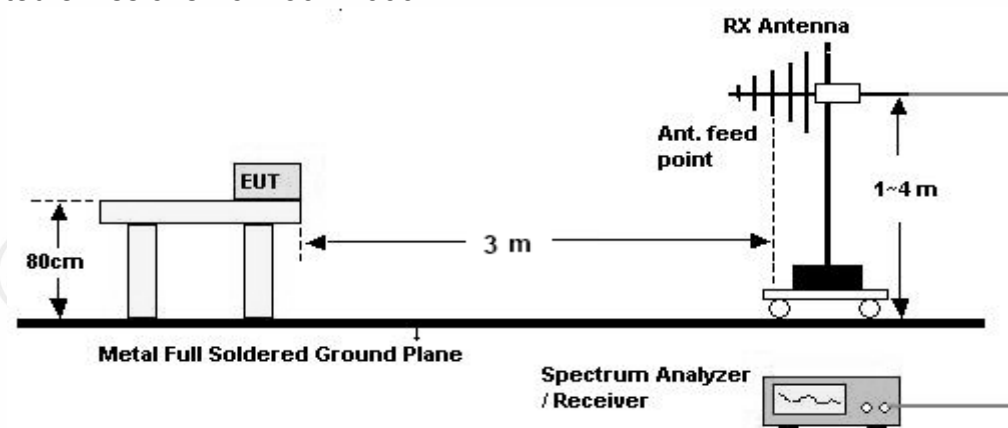 RX Antenna
Ant. feed
point
EUT
1~4 m
3 m
80cm
Metal Full Soldered Ground Plane
Spectrum Analyzer
/ Receiver